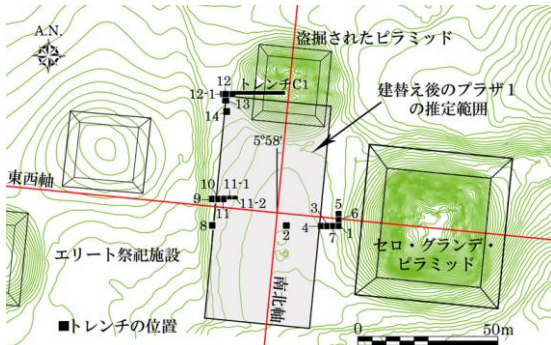 A.N.
盗掘されたピラミッド
12
トレンチC1
12-1
13
14
建替え後のプラザ1
の推定範囲
5°58′
東西軸
10
11-1
9
11
11-2
8
3
5
6
4
7
1
2
エリート祭祀施設
セロ・グランデ・
ピラミッド
南北軸
■トレンチの位置
0
50m